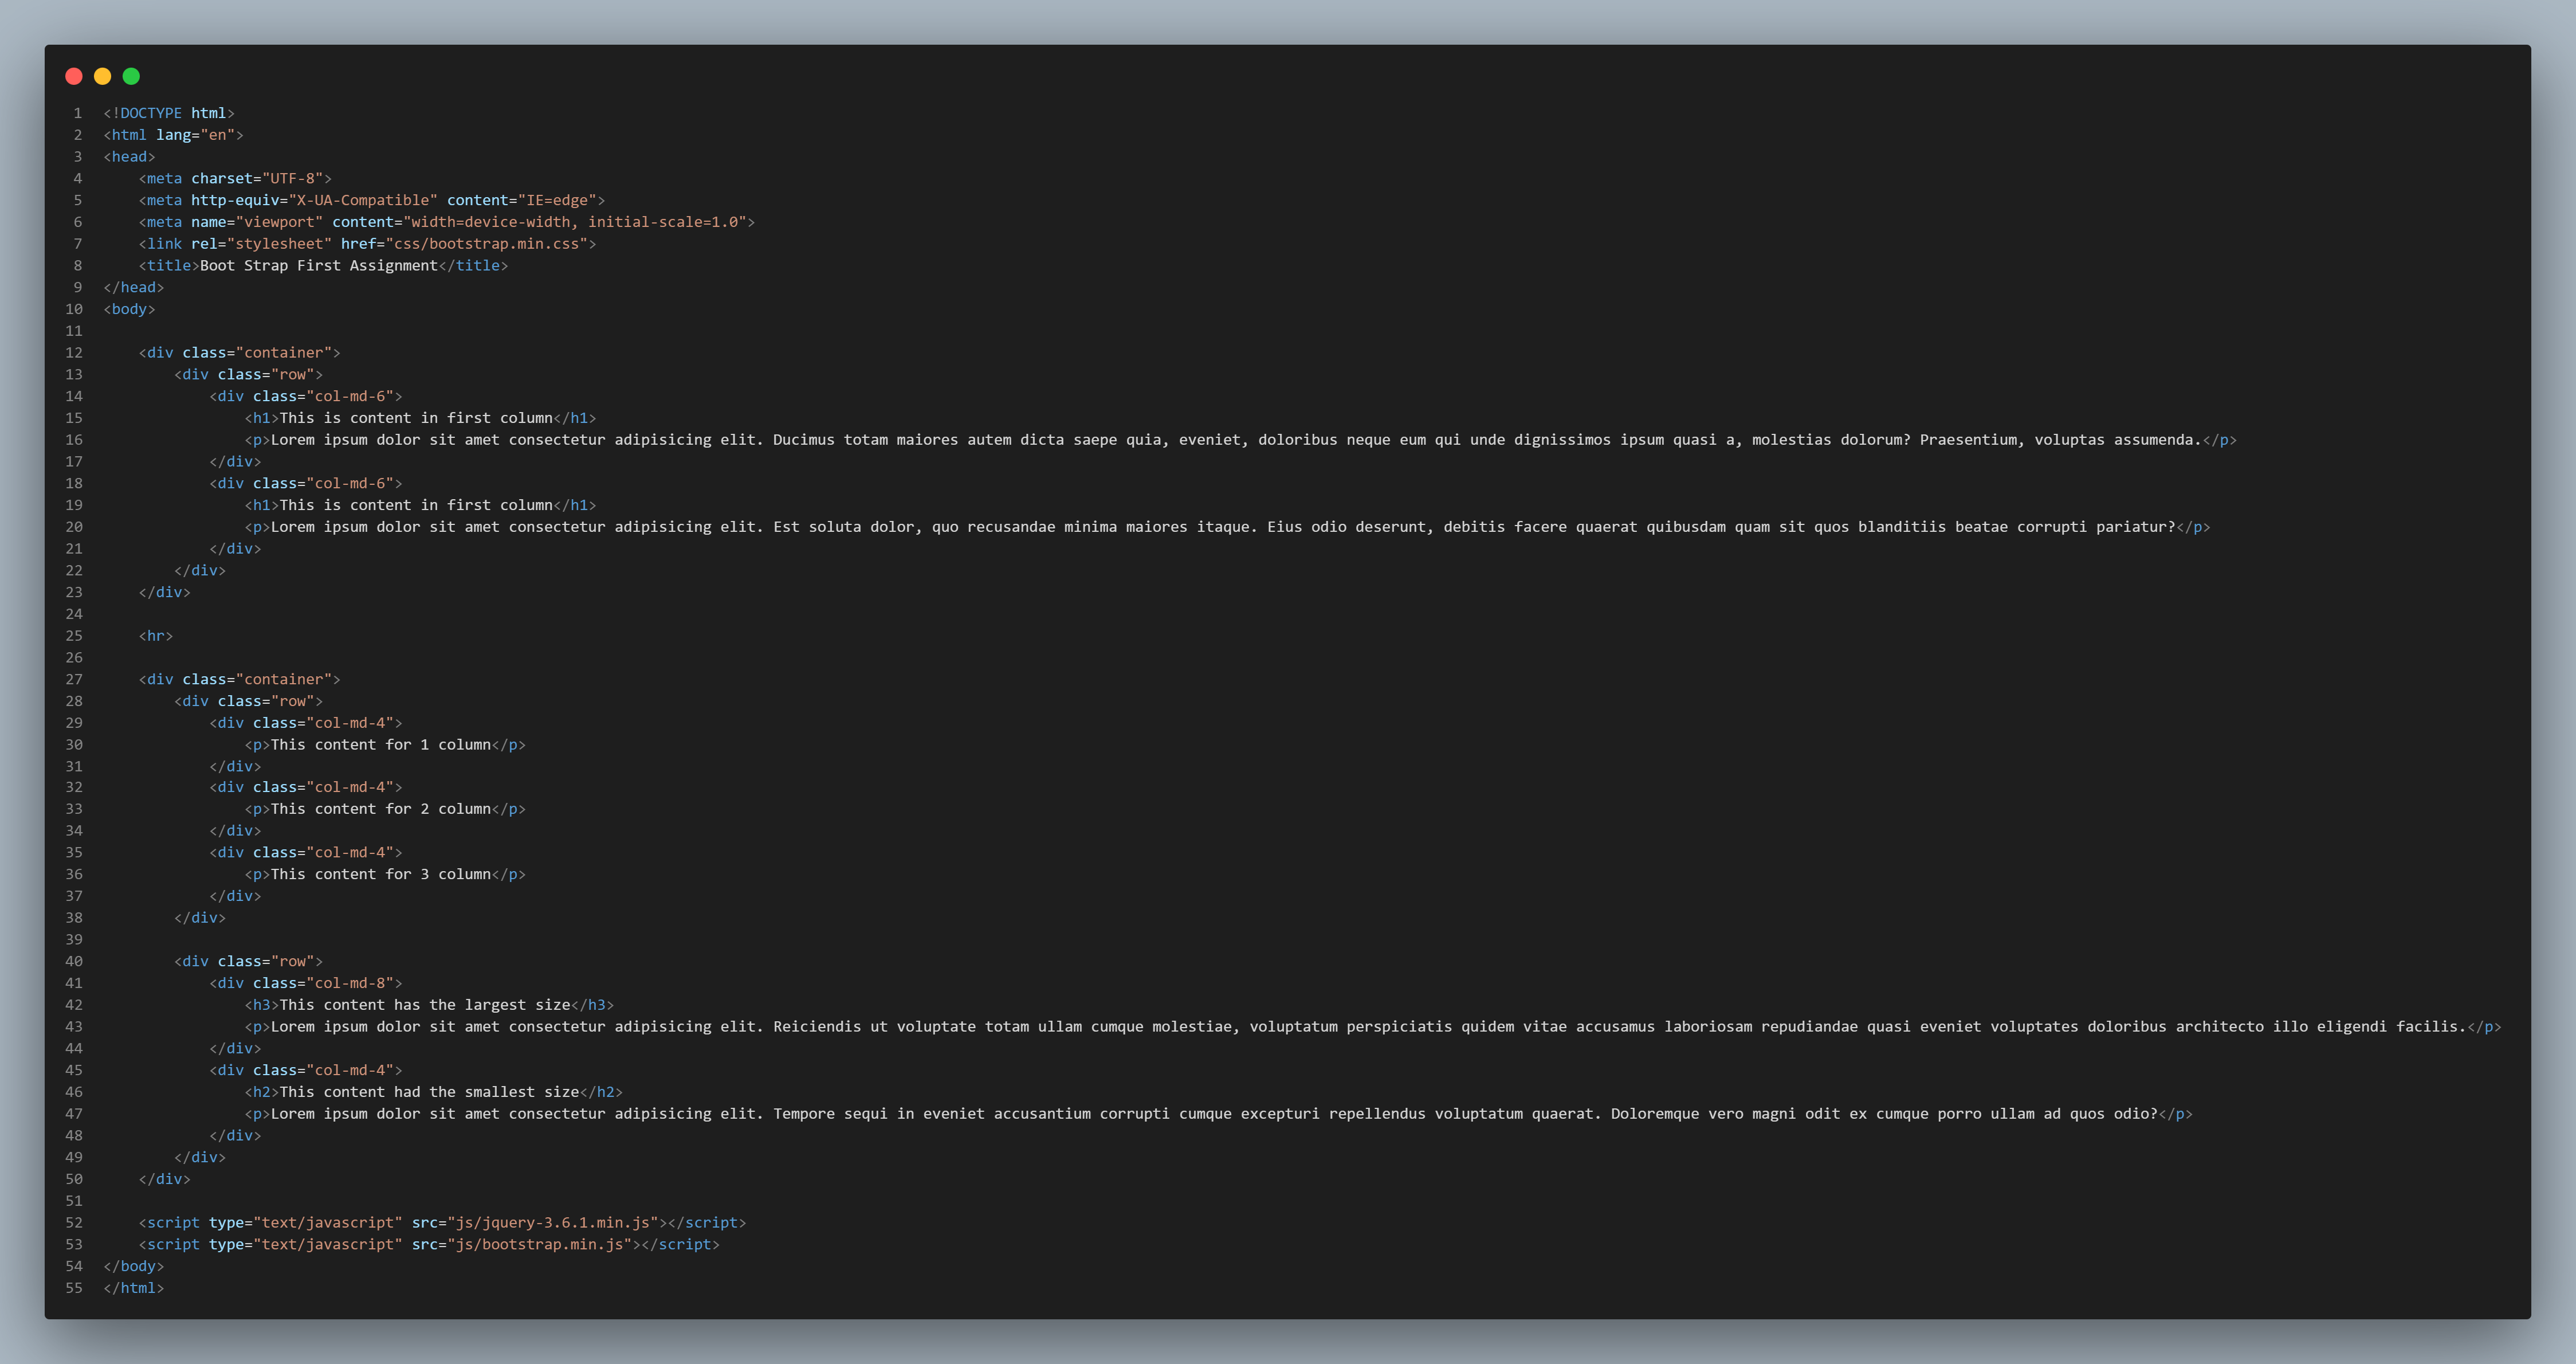 1 <!DOCTYPE html>
2 <html lang="en">
3 <head>
4     <meta charset="UTF-8">
5     <meta http-equiv="X-UA-Compatible" content="IE=edge">
6     <meta name="viewport" content="width=device-width, initial-scale=1.0">
7     <link rel="stylesheet" href="css/bootstrap.min.css">
8     <title>Boot Strap First Assignment</title>
9 </head>
10 <body>
11
12     <div class="container">
13         <div class="row">
14             <div class="col-md-6">
15                 <h1>This is content in first column</h1>
16                 <p>Lorem ipsum dolor sit amet consectetur adipisicing elit. Ducimus totam maiores autem dicta saepe quia, eveniet, doloribus neque eum qui unde dignissimos ipsum quasi a, molestias dolorum? Praesentium, voluptas assumenda.</p>
17             </div>
18             <div class="col-md-6">
19                 <h1>This is content in first column</h1>
20                 <p>Lorem ipsum dolor sit amet consectetur adipisicing elit. Est soluta dolor, quo recusandae minima maiores itaque. Eius odio deserunt, debitis facere quaerat quibusdam quam sit quos blanditiis beatae corrupti pariatur?</p>
21             </div>
22         </div>
23     </div>
24
25     <hr>
26
27     <div class="container">
28         <div class="row">
29             <div class="col-md-4">
30                 <p>This content for 1 column</p>
31             </div>
32             <div class="col-md-4">
33                 <p>This content for 2 column</p>
34             </div>
35             <div class="col-md-4">
36                 <p>This content for 3 column</p>
37             </div>
38         </div>
39
40         <div class="row">
41             <div class="col-md-8">
42                 <h3>This content has the largest size</h3>
43                 <p>Lorem ipsum dolor sit amet consectetur adipisicing elit. Reiciendis ut voluptate totam ullam cumque molestiae, voluptatum perspiciatis quidem vitae accusamus laboriosam repudiandae quasi eveniet voluptates doloribus architecto illo eligendi facilis.</p>
44             </div>
45             <div class="col-md-4">
46                 <h2>This content had the smallest size</h2>
47                 <p>Lorem ipsum dolor sit amet consectetur adipisicing elit. Tempore sequi in eveniet accusantium corrupti cumque excepturi repellendus voluptatum quaerat. Doloremque vero magni odit ex cumque porro ullam ad quos odio?</p>
48             </div>
49         </div>
50     </div>
51
52     <script type="text/javascript" src="js/jquery-3.6.1.min.js"></script>
53     <script type="text/javascript" src="js/bootstrap.min.js"></script>
54 </body>
55 </html>